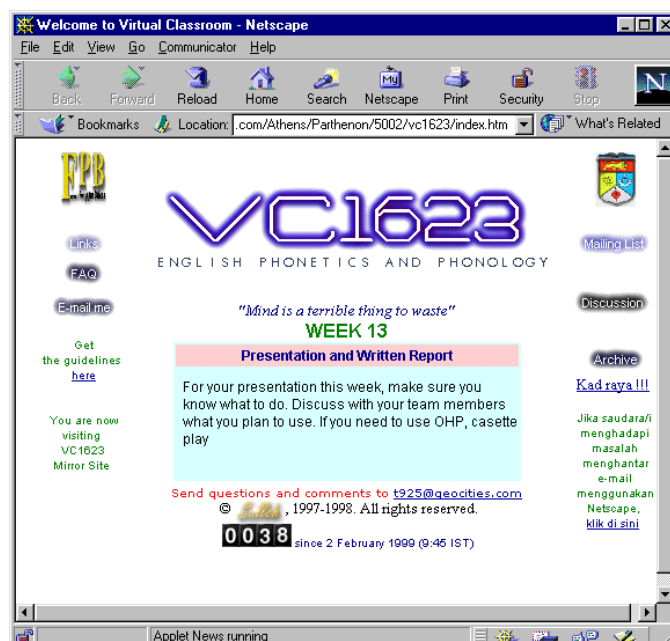 Welcome to Virtual Classroom - Netscape
File Edit View Go Communicator Help
Back Forward Reload Home Search Netscape Print Security Stop
My
N
Bookmarks Location: .com/Athens/Parthenon/5002/vc1623/index.htm What's Related
FPB
VC1623
ENGLISH PHONETICS AND PHONOLOGY
Links
FAQ
E-mail me
Get
the guidelines
here
You are now
visiting
VC1623
Mirror Site
"Mind is a terrible thing to waste"
WEEK 13
Presentation and Written Report
For your presentation this week, make sure you
know what to do. Discuss with your team members
what you plan to use. If you need to use OHP, casette
play
Send questions and comments to t925@geocities.com
© , 1997-1998. All rights reserved.
0038 since 2 February 1999 (9:45 IST)
Mailing List
Discussion
Archive
Kad raya !!!
Jika saudara/i
menghadapi
masalah
menghantar
e-mail
menggunakan
Netscape,
klik di sini
Applet News running